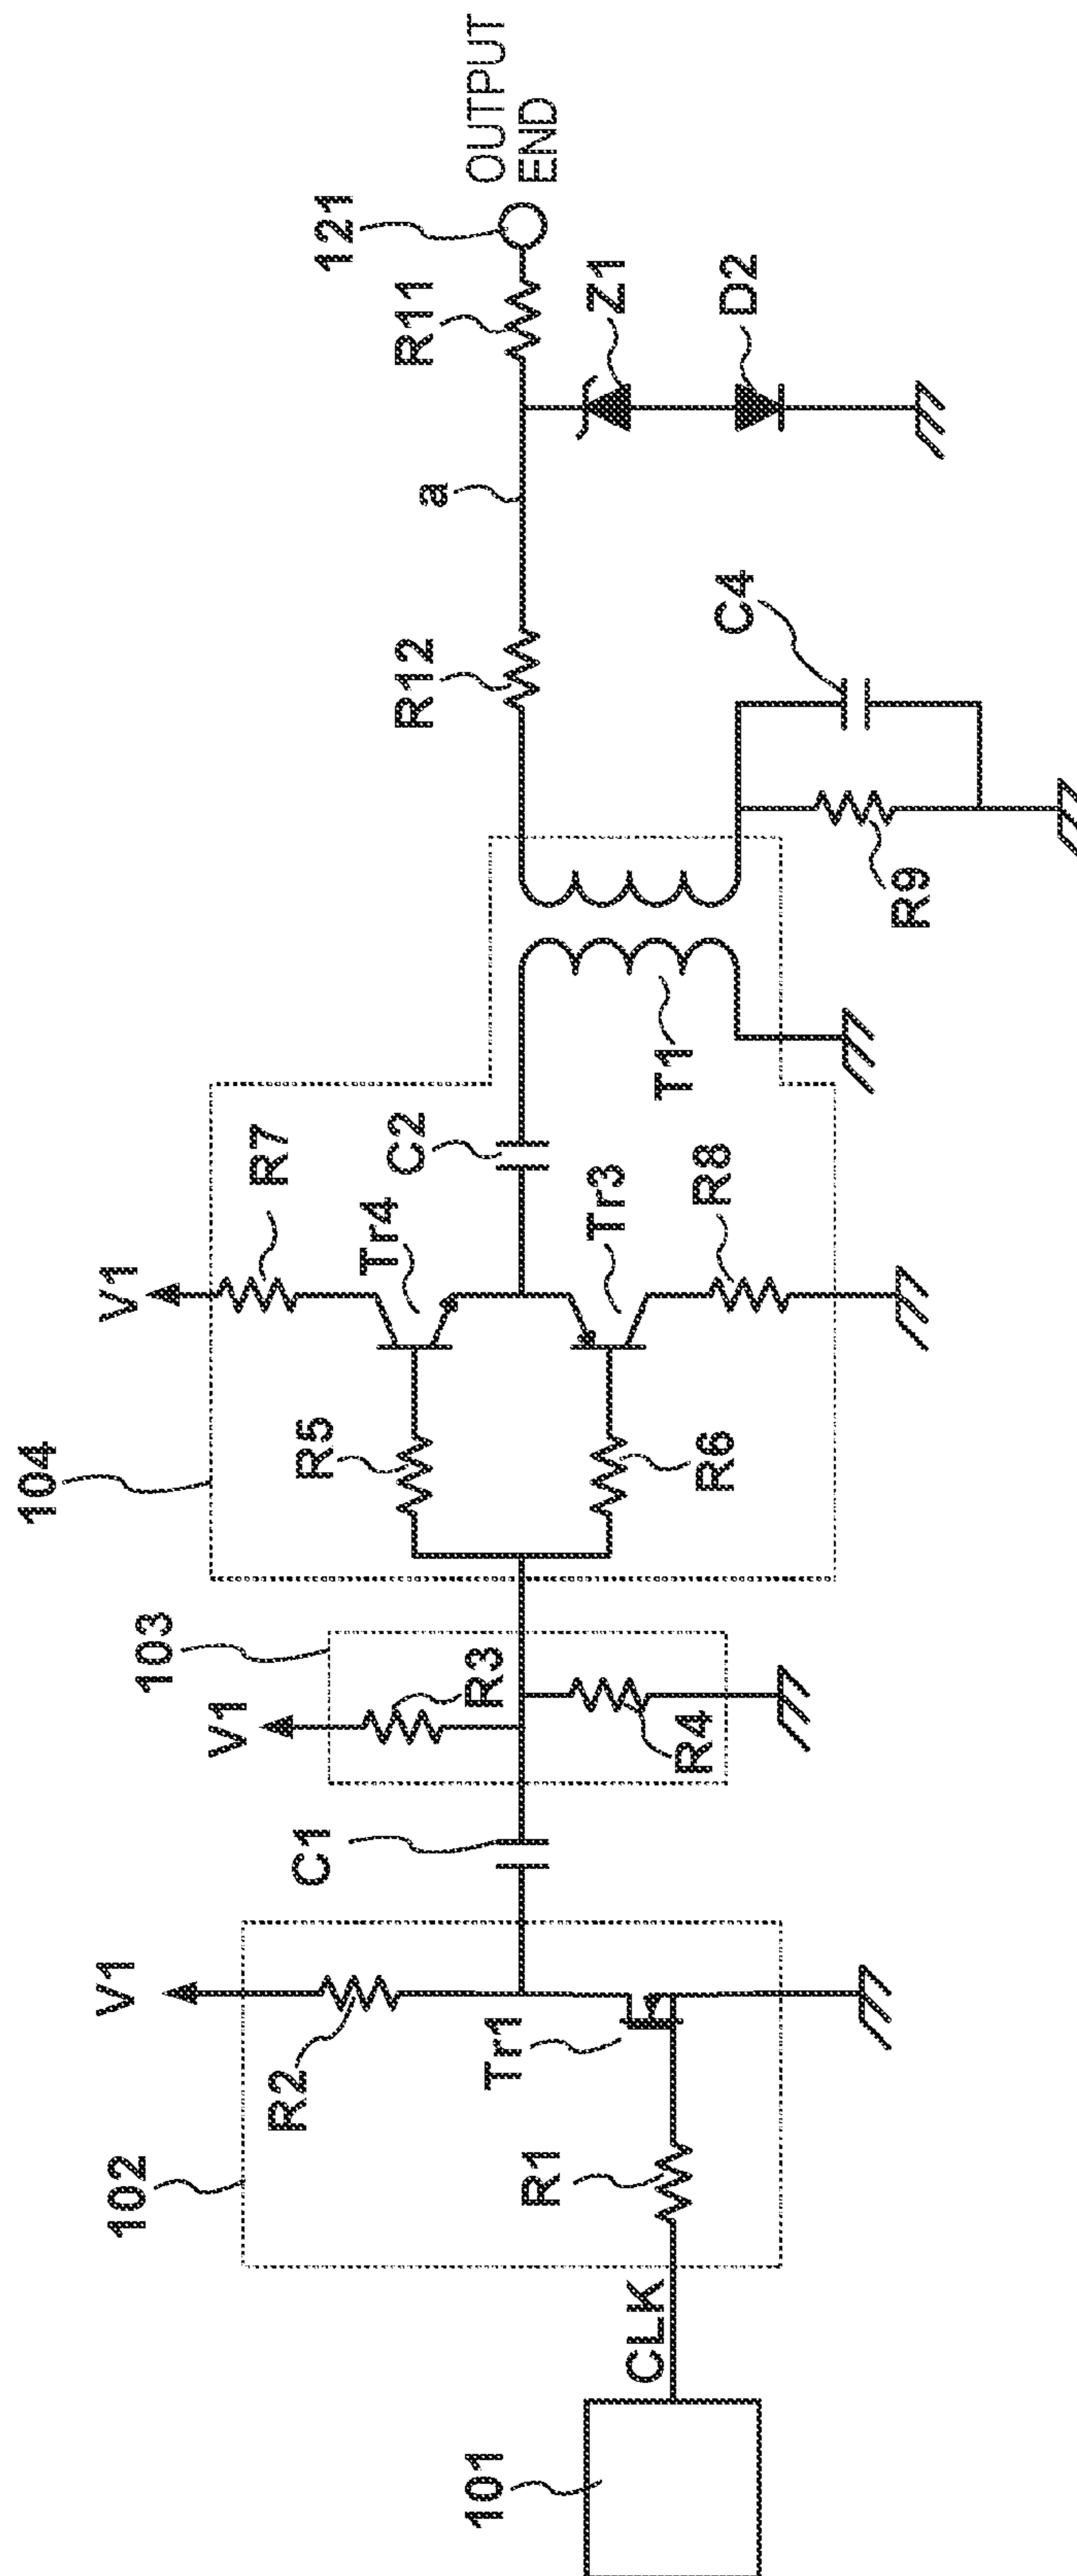 101
CLK
102
R1
R2
V1
Tr1
C1
103
V1
R3
R4
104
R5
R6
V1
R7
Tr4
Tr3
R8
C2
T1
R9
C4
R12
a
R11
Z1
D2
121
OUTPUT
END